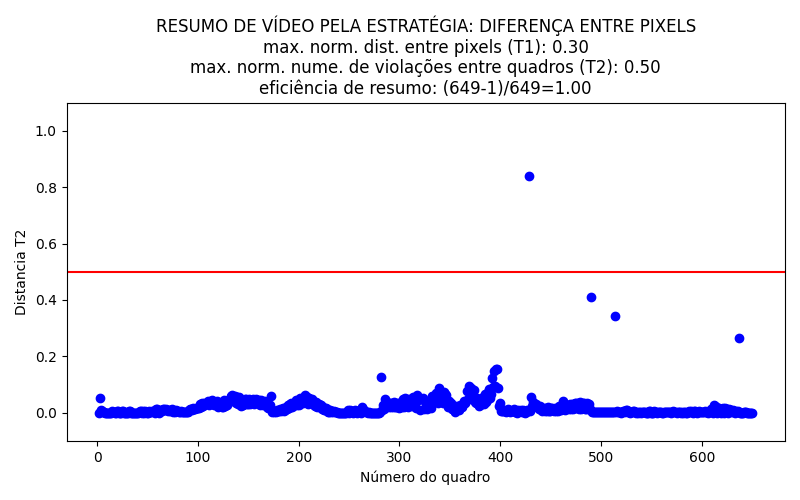 RESUMO DE VÍDEO PELA ESTRATÉGIA: DIFERENÇA ENTRE PIXELS
max. norm. dist. entre pixels (T1): 0.30
max. norm. nume. de violações entre quadros (T2): 0.50
eficiência de resumo: (649-1)/649=1.00
1.0
0.8
0.6
0.4
0.2
0.0
Distancia T2
0 100 200 300 400 500 600
Número do quadro